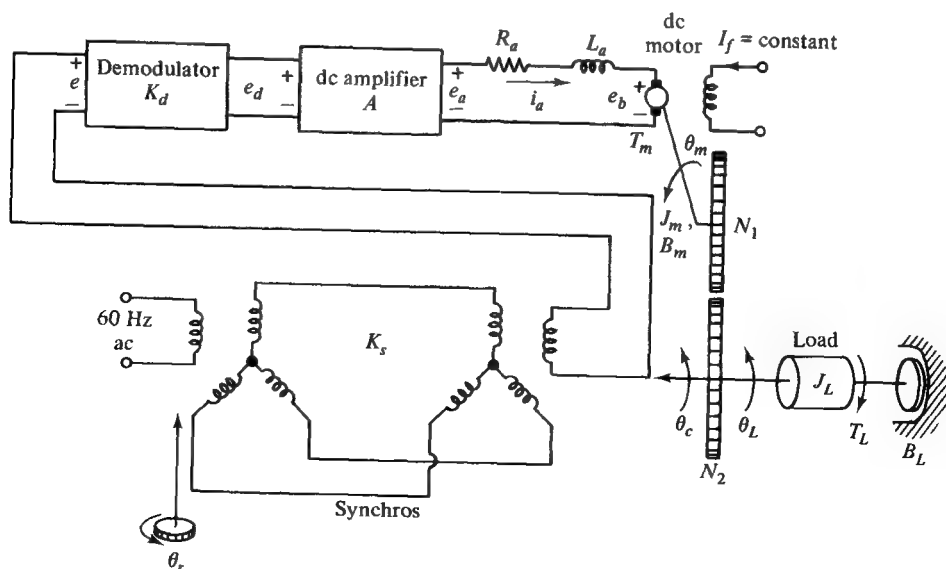 dc
motor
I_f = constant
R_a
L_a
+
e
−
Demodulator
K_d
e_d
+
−
dc amplifier
A
+
e_a
−
i_a
e_b
+
−
T_m
θ_m
J_m,
B_m
N_1
60 Hz
ac
K_s
Load
J_L
θ_c
θ_L
T_L
B_L
N_2
Synchros
θ_r